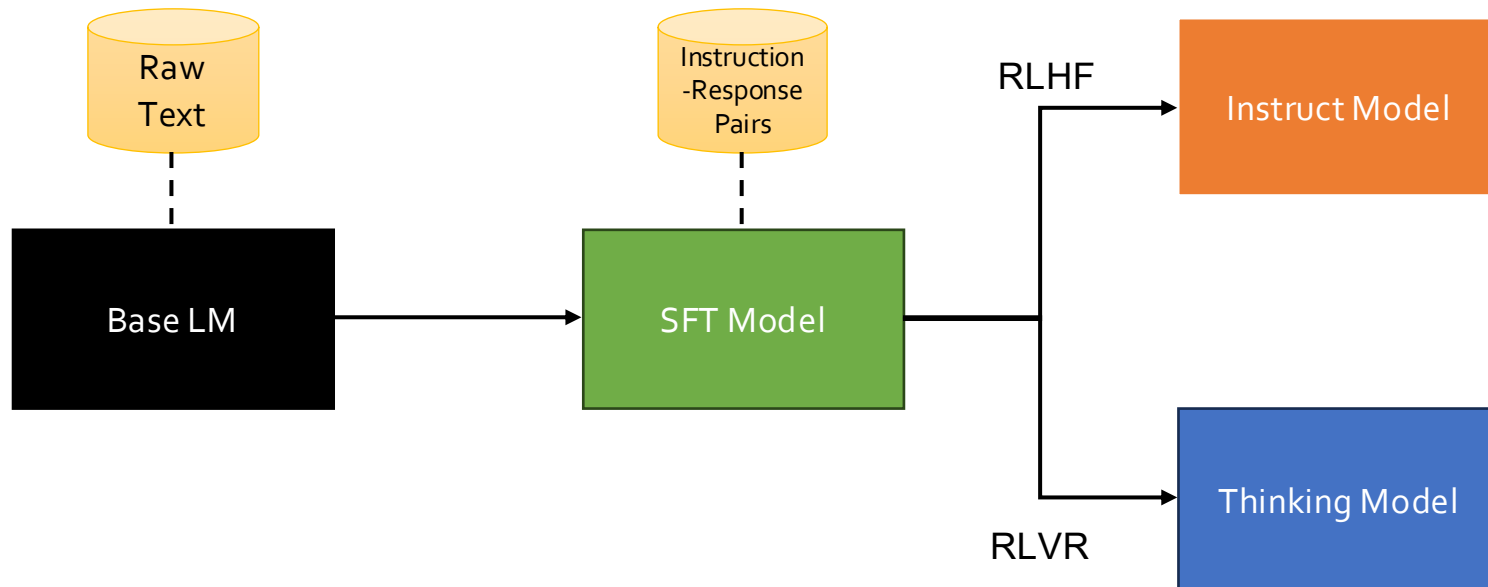 Raw
Text
Instruction
-Response
Pairs
RLHF
Instruct Model
Base LM
SFT Model
Thinking Model
RLVR